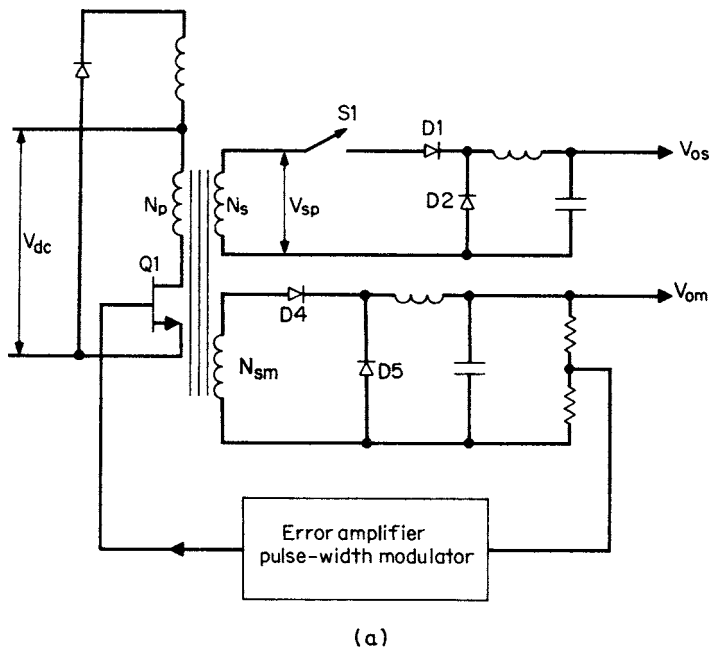 S1
D1
Vos
Np
Ns
Vsp
D2
Vdc
Q1
Vom
D4
Nsm
D5
Error amplifier
pulse-width modulator
(a)